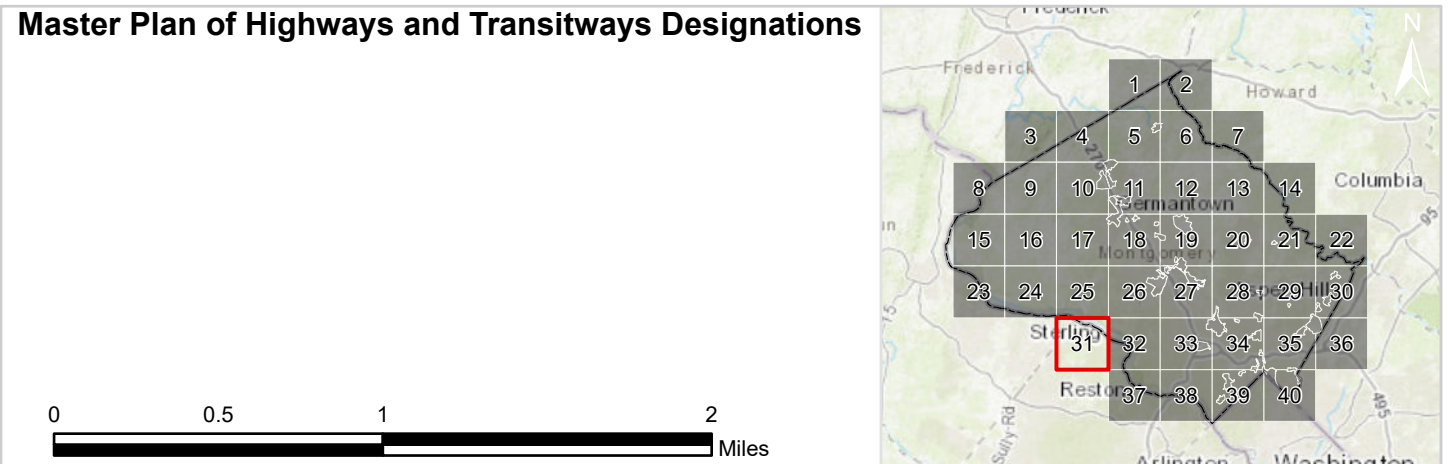 Master Plan of Highways and Transitways Designations
0 0.5 1 2
Miles
N
Frederick
Frederick
Howard
1 2
3 4 5 6 7
270
8 9 10 11 12 13 14
Columbia
Germantown
95
15 16 17 18 19 20 21 22
Montgomery
23 24 25 26 27 28 29 30
15
Sterling
31 32 33 34 35 36
Reston
37 38 39 40
495
Sully-Rd
Arlington Washington